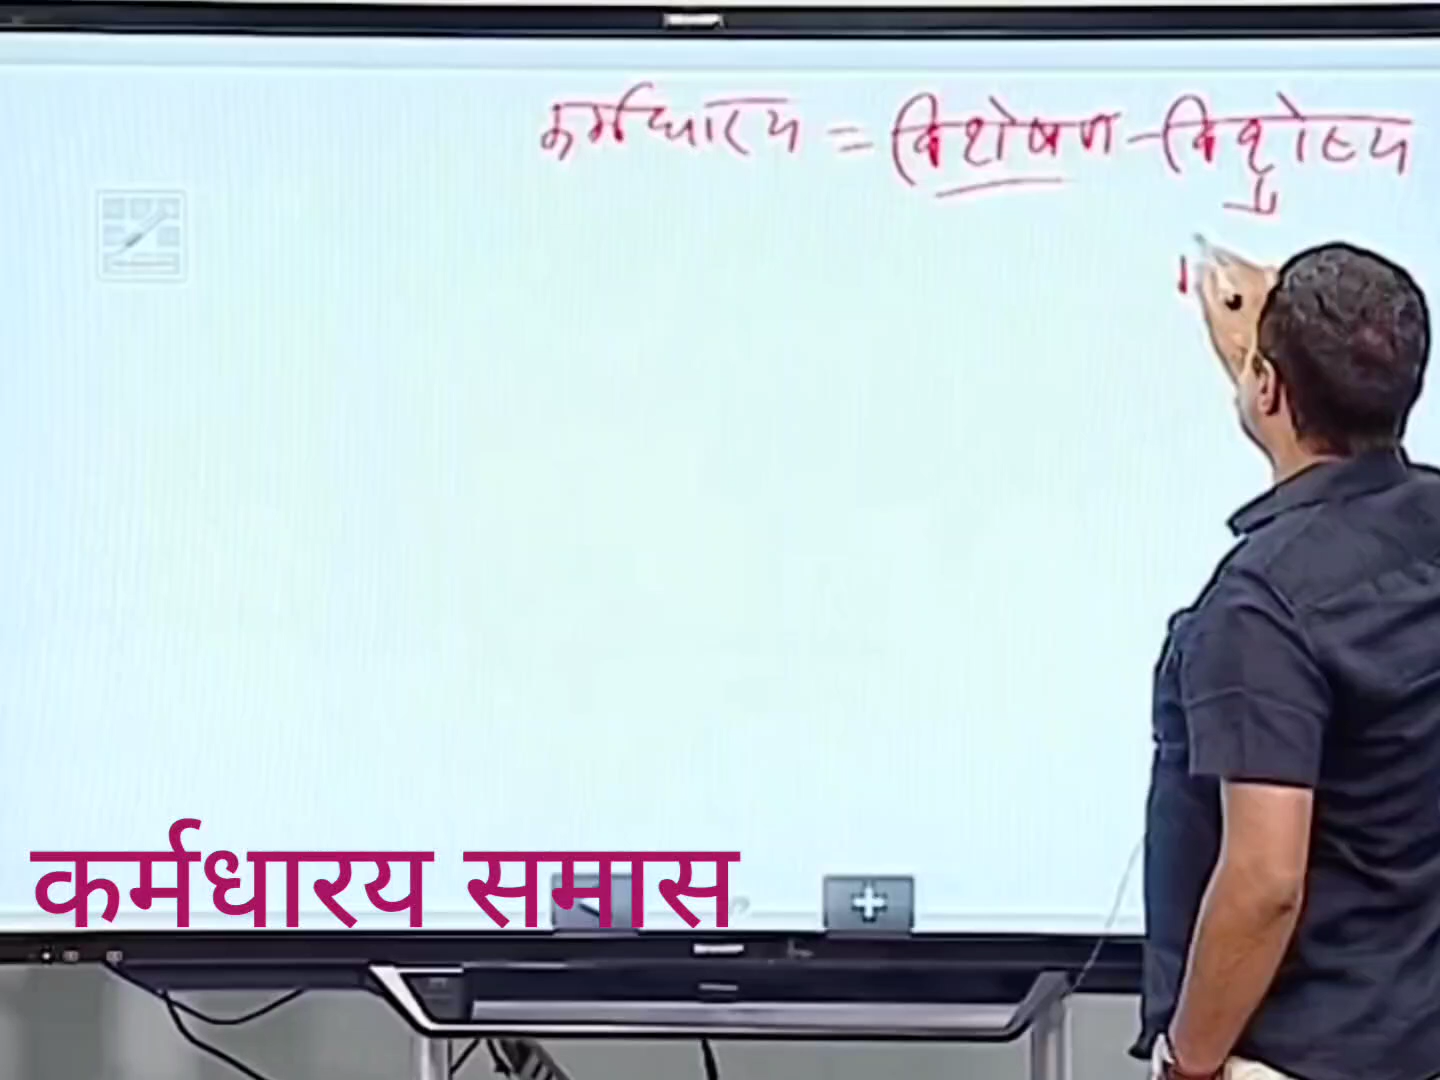 कर्मधारय = विशेषण - विशेष्य
कर्मधारय समास